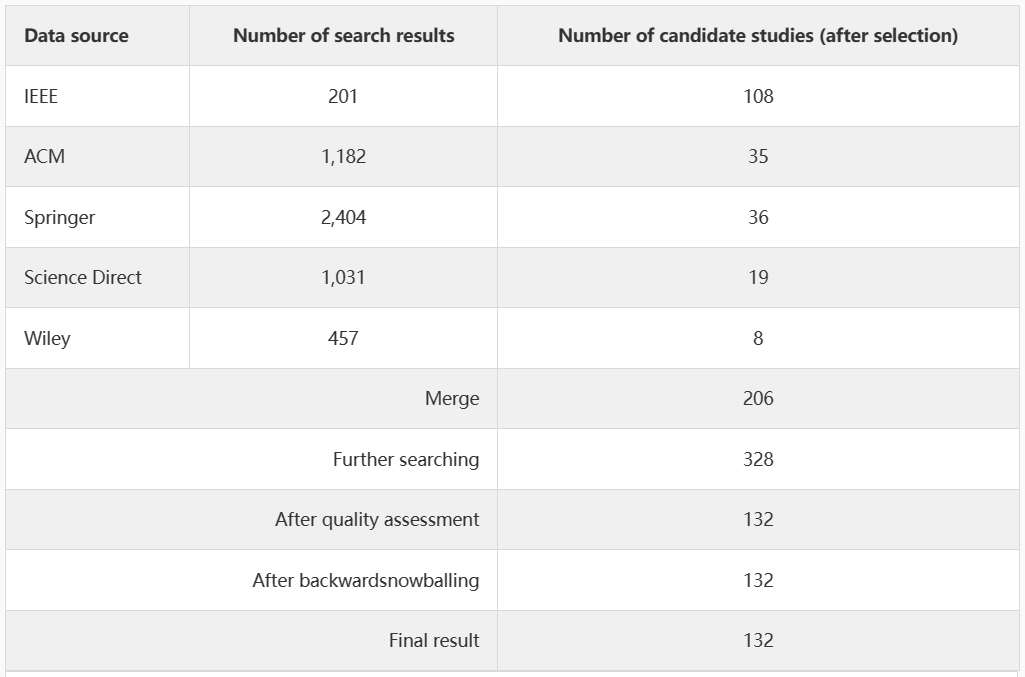 Data source Number of search results Number of candidate studies (after selection)
IEEE 201 108
ACM 1,182 35
Springer 2,404 36
Science Direct 1,031 19
Wiley 457 8
Merge 206
Further searching 328
After quality assessment 132
After backwardsnowballing 132
Final result 132